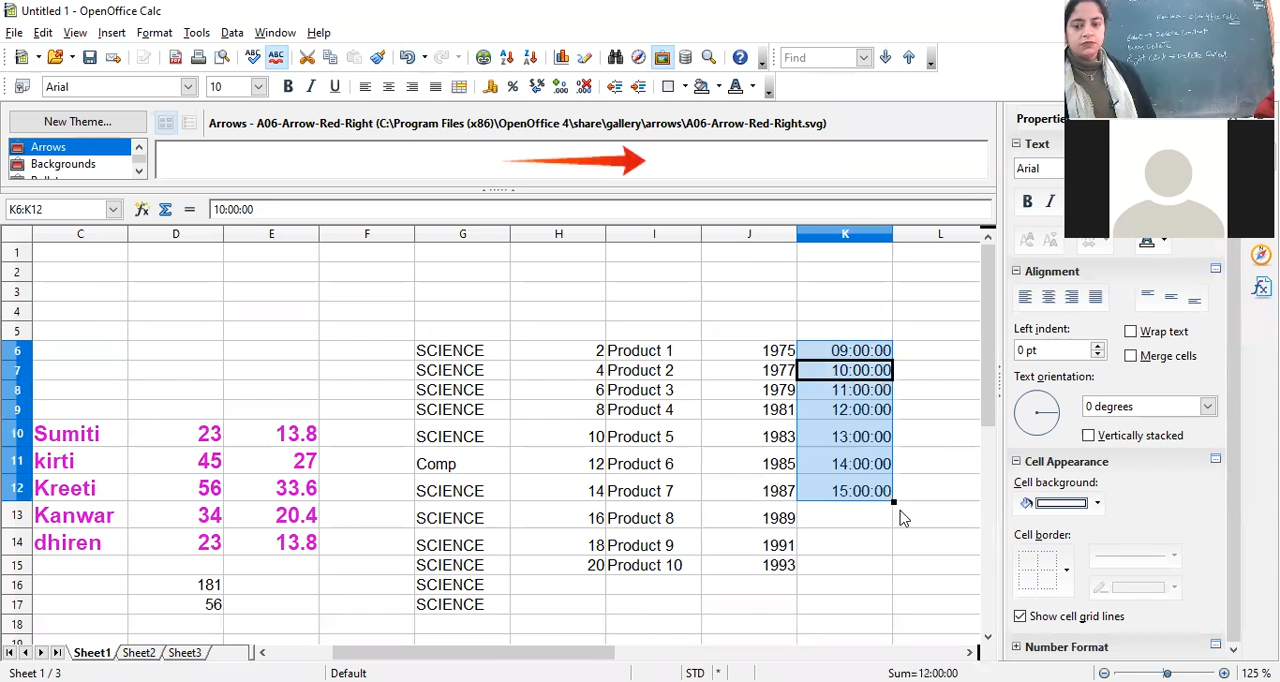 Untitled 1 - OpenOffice Calc
File Edit View Insert Format Tools Data Window Help
Find
Arial 10
New Theme...
Arrows - A06-Arrow-Red-Right (C:\Program Files (x86)\OpenOffice 4\share\gallery\arrows\A06-Arrow-Red-Right.svg)
Arrows
Backgrounds
K6:K12 10:00:00
C D E F G H I J K L
1
2
3
4
5
6 SCIENCE 2 Product 1 1975 09:00:00
7 SCIENCE 4 Product 2 1977 10:00:00
8 SCIENCE 6 Product 3 1979 11:00:00
9 SCIENCE 8 Product 4 1981 12:00:00
10 Sumiti 23 13.8 SCIENCE 10 Product 5 1983 13:00:00
11 kirti 45 27 Comp 12 Product 6 1985 14:00:00
12 Kreeti 56 33.6 SCIENCE 14 Product 7 1987 15:00:00
13 Kanwar 34 20.4 SCIENCE 16 Product 8 1989
14 dhiren 23 13.8 SCIENCE 18 Product 9 1991
15 SCIENCE 20 Product 10 1993
16 181 SCIENCE
17 56 SCIENCE
18
Sheet1 Sheet2 Sheet3
Sheet 1 / 3 Default STD * Sum=12:00:00 125 %
Text
Arial
B I
Alignment
Left indent:
0 pt
Wrap text
Merge cells
Text orientation:
0 degrees
Vertically stacked
Cell Appearance
Cell background:
Cell border:
Show cell grid lines
Number Format